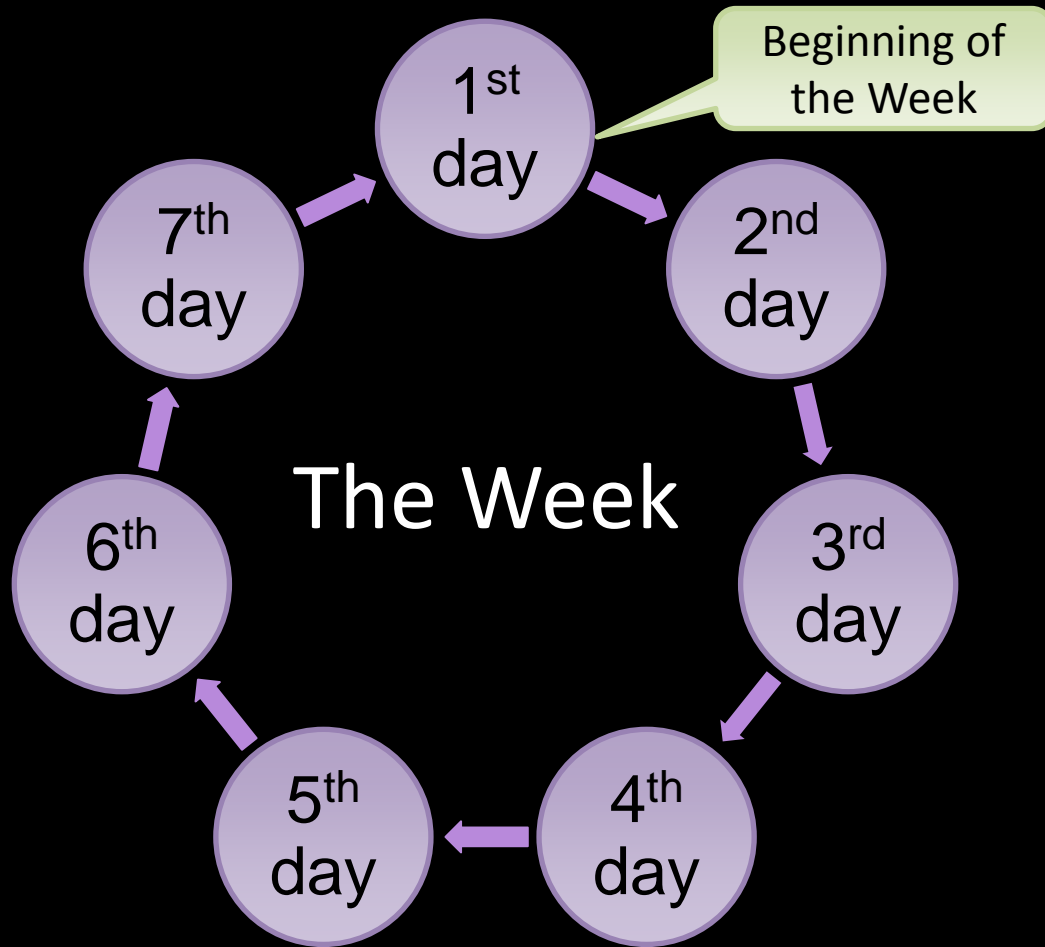 1st
day
Beginning of
the Week
2nd
day
3rd
day
4th
day
5th
day
6th
day
7th
day
The Week